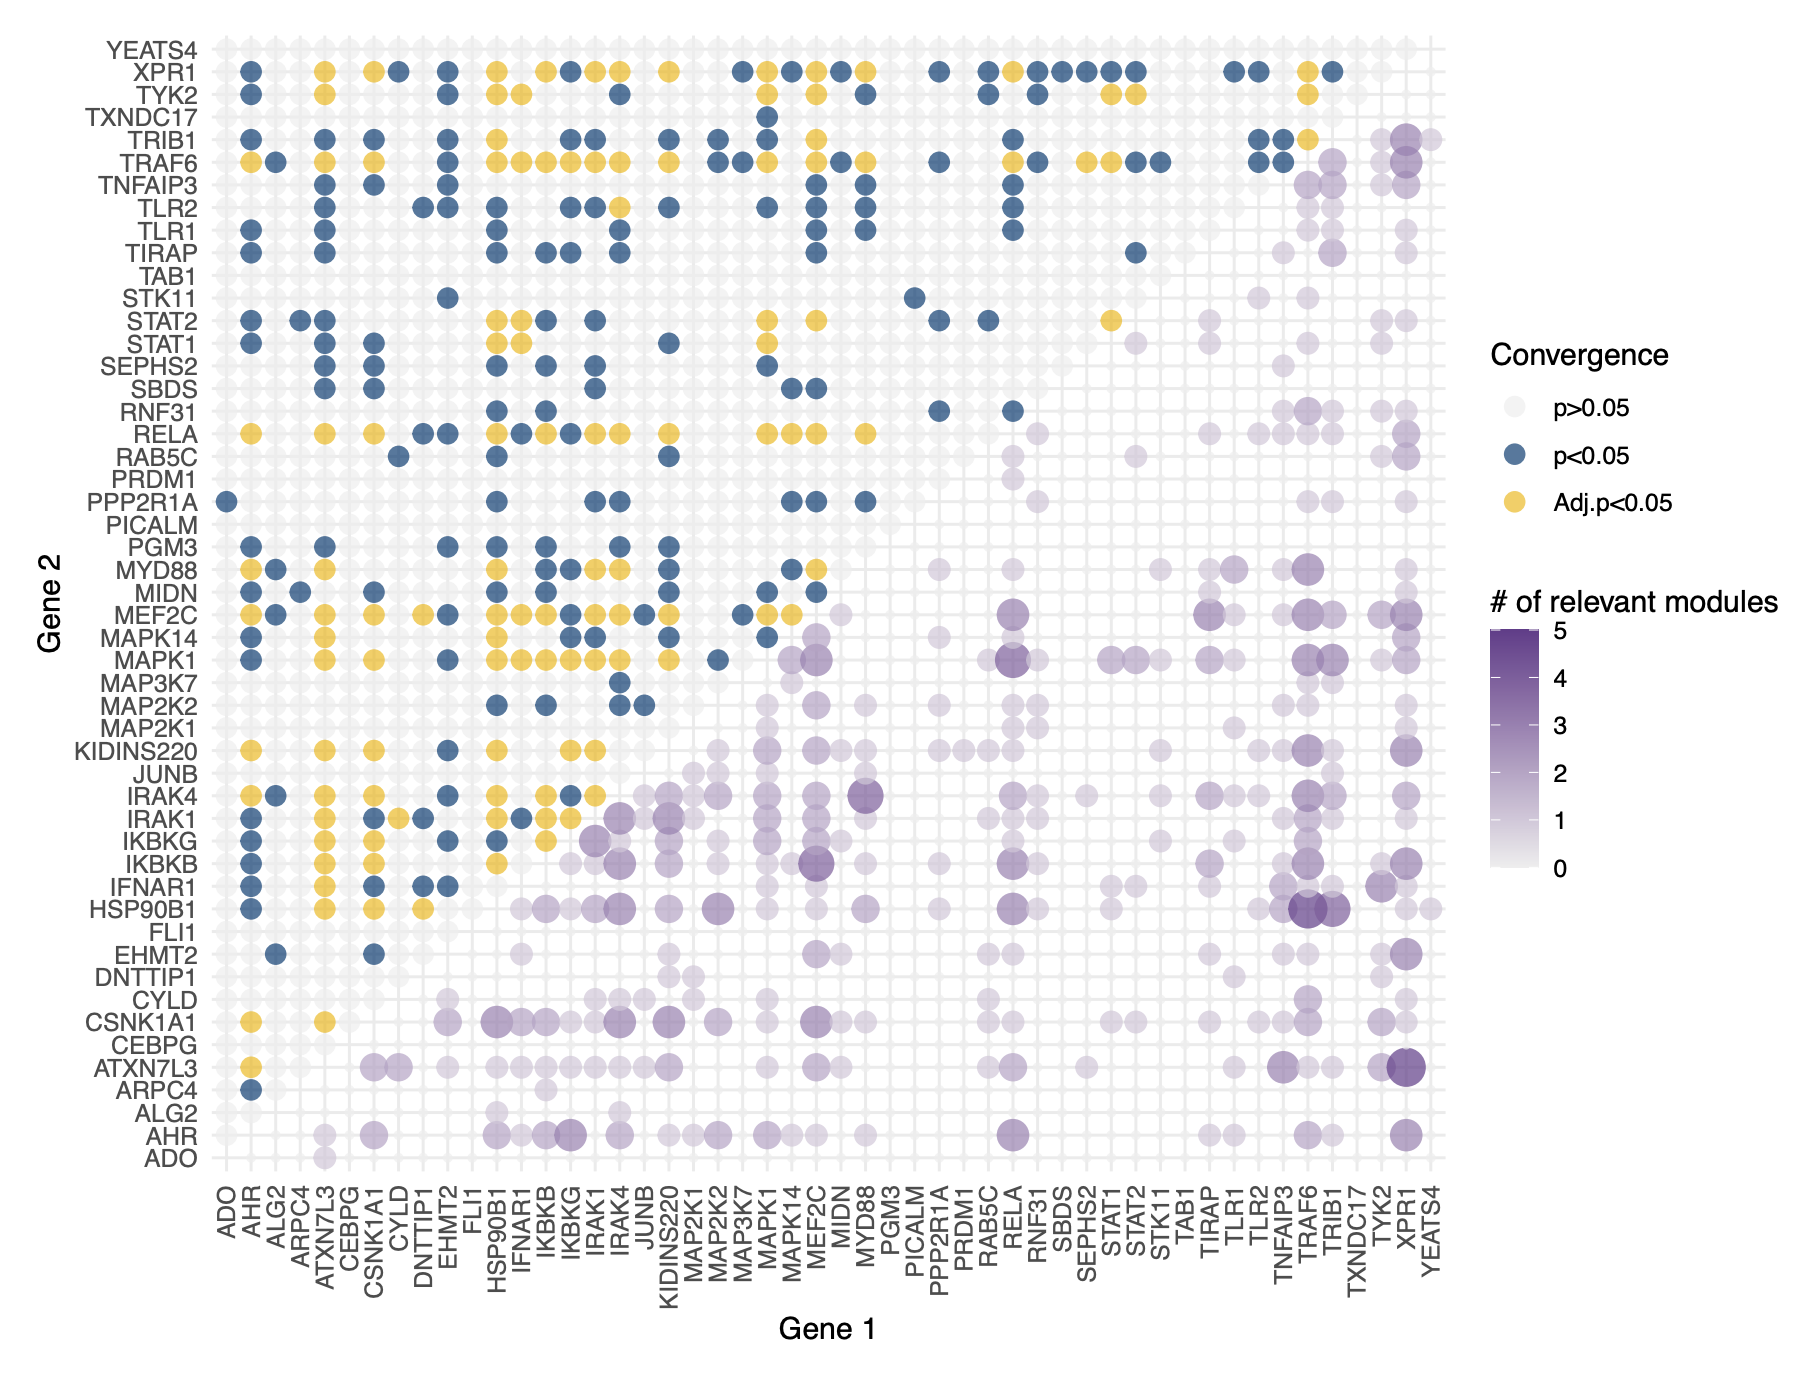 YEATS4
XPR1
TYK2
TXNDC17
TRIB1
TRAF6
TNFAIP3
TLR2
TLR1
TIRAP
TAB1
STK11
STAT2
STAT1
SEPHS2
SBDS
RNF31
RELA
RAB5C
PRDM1
PPP2R1A
PICALM
PGM3
MYD88
MIDN
MEF2C
MAPK14
MAPK1
MAP3K7
MAP2K2
MAP2K1
KIDINS220
JUNB
IRAK4
IRAK1
IKBKG
IKBKB
IFNAR1
HSP90B1
FLI1
EHMT2
DNTTIP1
CYLD
CSNK1A1
CEBPG
ATXN7L3
ARPC4
ALG2
AHR
ADO
Gene 2
ADO
AHR
ALG2
ARPC4
ATXN7L3
CEBPG
CSNK1A1
CYLD
DNTTIP1
EHMT2
FLI1
HSP90B1
IFNAR1
IKBKB
IKBKG
IRAK1
IRAK4
JUNB
KIDINS220
MAP2K1
MAP2K2
MAP3K7
MAPK1
MAPK14
MEF2C
MIDN
MYD88
PGM3
PICALM
PPP2R1A
PRDM1
RAB5C
RELA
RNF31
SBDS
SEPHS2
STAT1
STAT2
STK11
TAB1
TIRAP
TLR1
TLR2
TNFAIP3
TRAF6
TRIB1
TXNDC17
TYK2
XPR1
YEATS4
Gene 1
Convergence
p>0.05
p<0.05
Adj.p<0.05
# of relevant modules
5
4
3
2
1
0